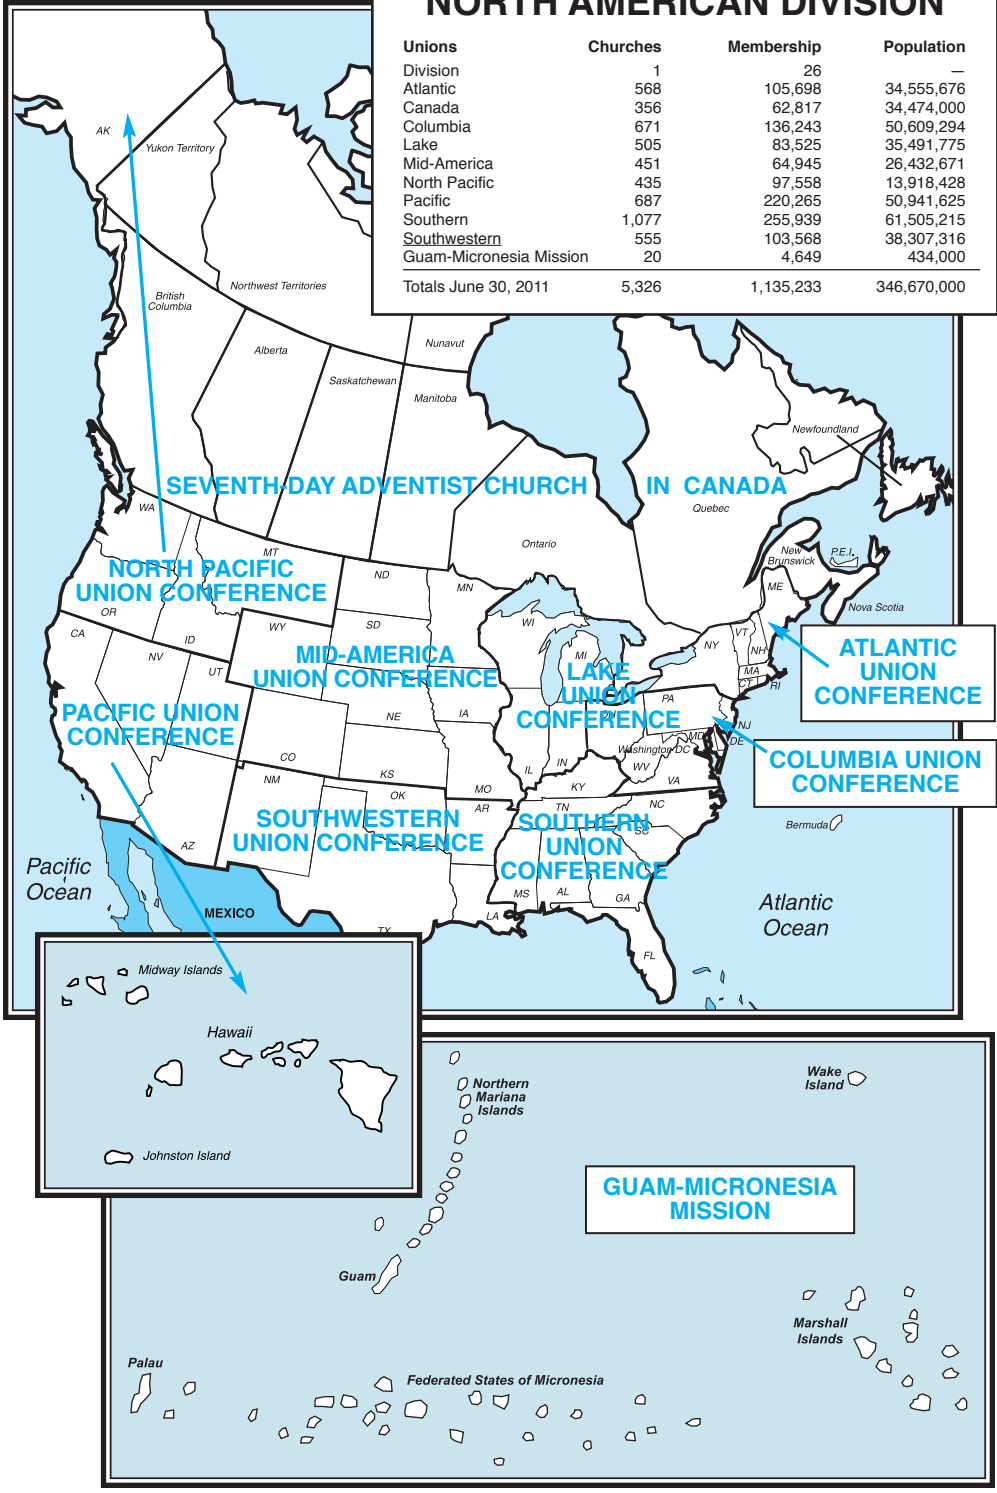 NORTH AMERICAN DIVISION
Unions Churches Membership Population
Division 1 26 —
Atlantic 568 105,698 34,555,676
Canada 356 62,817 34,474,000
Columbia 671 136,243 50,609,294
Lake 505 83,525 35,491,775
Mid-America 451 64,945 26,432,671
North Pacific 435 97,558 13,918,428
Pacific 687 220,265 50,941,625
Southern 1,077 255,939 61,505,215
Southwestern 555 103,568 38,307,316
Guam-Micronesia Mission 20 4,649 434,000
Totals June 30, 2011 5,326 1,135,233 346,670,000
AK
Yukon Territory
Northwest Territories
British
Columbia
Nunavut
Alberta
Saskatchewan
Manitoba
Newfoundland
SEVENTH-DAY ADVENTIST CHURCH IN CANADA
Quebec
Ontario
WA
MT
ND
MN
New
Brunswick
P.E.I.
ME
Nova Scotia
NORTH PACIFIC
UNION CONFERENCE
OR
ID
WY
SD
WI
CA
NV
UT
MI
NY
VT
NH
MA
CT
RI
ATLANTIC
UNION
CONFERENCE
MID-AMERICA
UNION CONFERENCE
LAKE
UNION
CONFERENCE
PA
OH
NE
IA
PACIFIC UNION
CONFERENCE
NJ
MD
DE
Washington DC
COLUMBIA UNION
CONFERENCE
CO
KS
MO
IL
IN
WV
VA
KY
NM
OK
AR
TN
NC
SC
SOUTHWESTERN
UNION CONFERENCE
SOUTHERN
UNION
CONFERENCE
Bermuda
AZ
MS
AL
GA
LA
TX
FL
Pacific
Ocean
MEXICO
Atlantic
Ocean
Midway Islands
Hawaii
Johnston Island
Northern
Mariana
Islands
Wake
Island
GUAM-MICRONESIA
MISSION
Guam
Marshall
Islands
Palau
Federated States of Micronesia